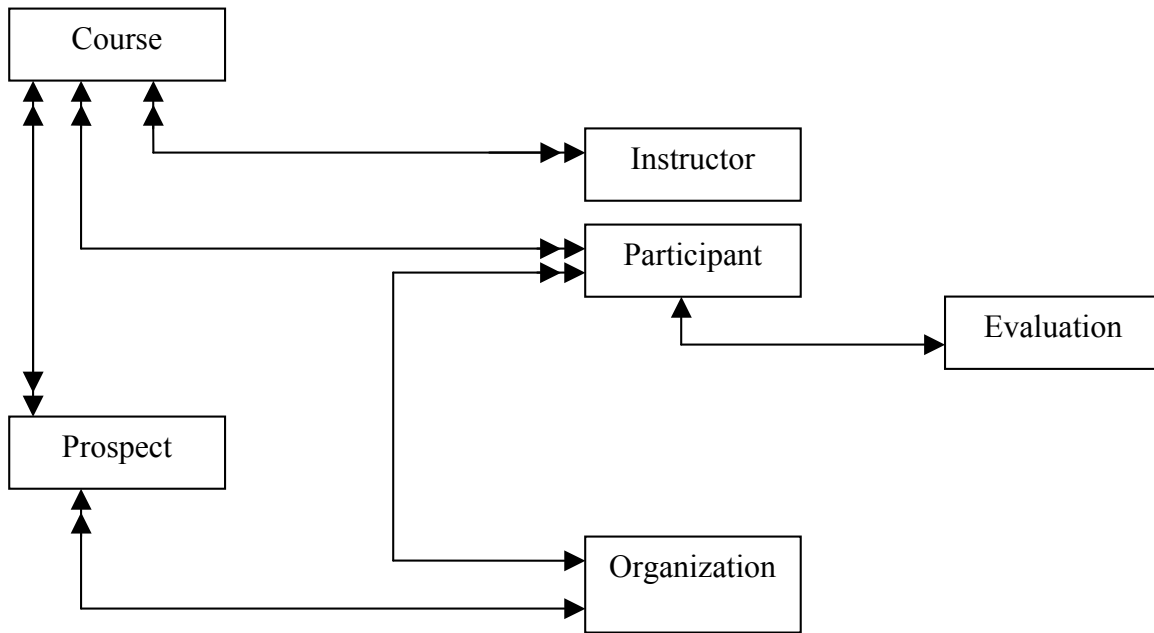 Course
Instructor
Participant
Evaluation
Prospect
Organization